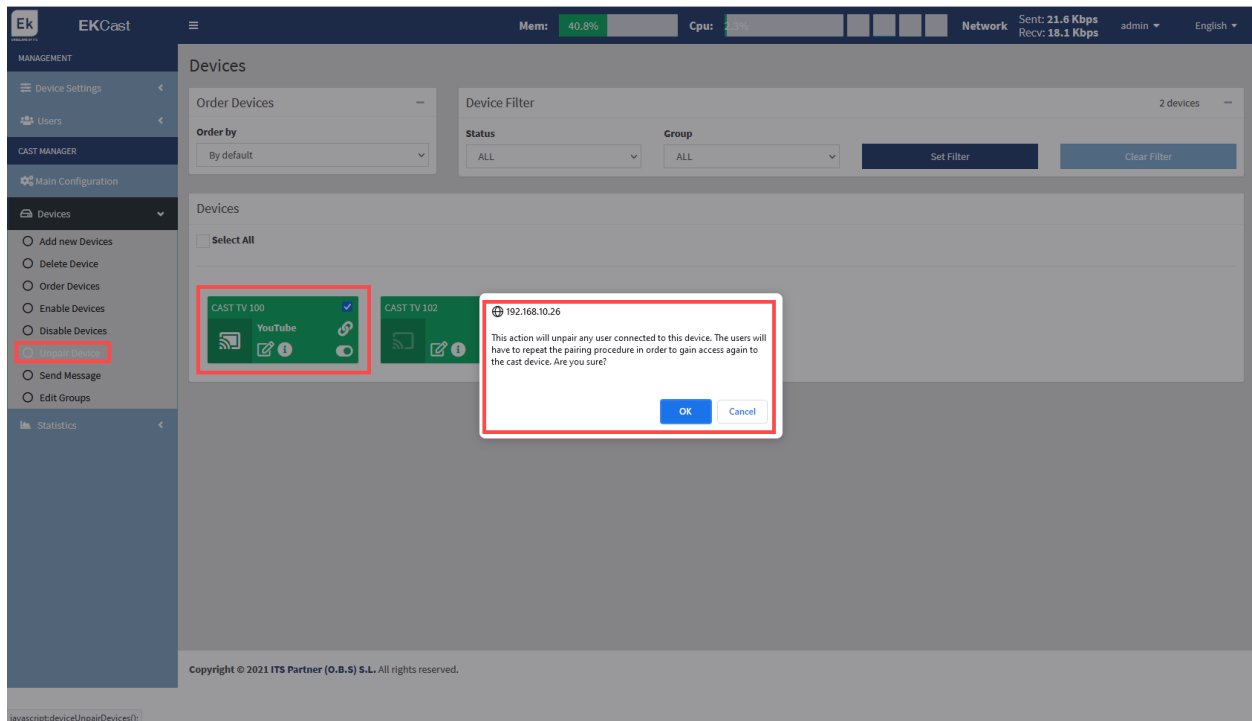 Ek
EKCast
Mem: 40.8%
Cpu: 2.3%
Network
Sent: 21.6 Kbps
Recv: 18.1 Kbps
admin
English
MANAGEMENT
Device Settings
Users
CAST MANAGER
Main Configuration
Devices
Add new Devices
Delete Device
Order Devices
Enable Devices
Disable Devices
Unpair Device
Send Message
Edit Groups
Statistics
Devices
Order Devices
Order by
By default
Device Filter
2 devices
Status
Group
ALL
ALL
Set Filter
Clear Filter
Devices
Select All
CAST TV 100
YouTube
CAST TV 102
192.168.10.26
This action will unpair any user connected to this device. The users will
have to repeat the pairing procedure in order to gain access again to
the cast device. Are you sure?
OK
Cancel
Copyright © 2021 ITS Partner (O.B.S) S.L. All rights reserved.
javascript:deviceUnpairDevices();